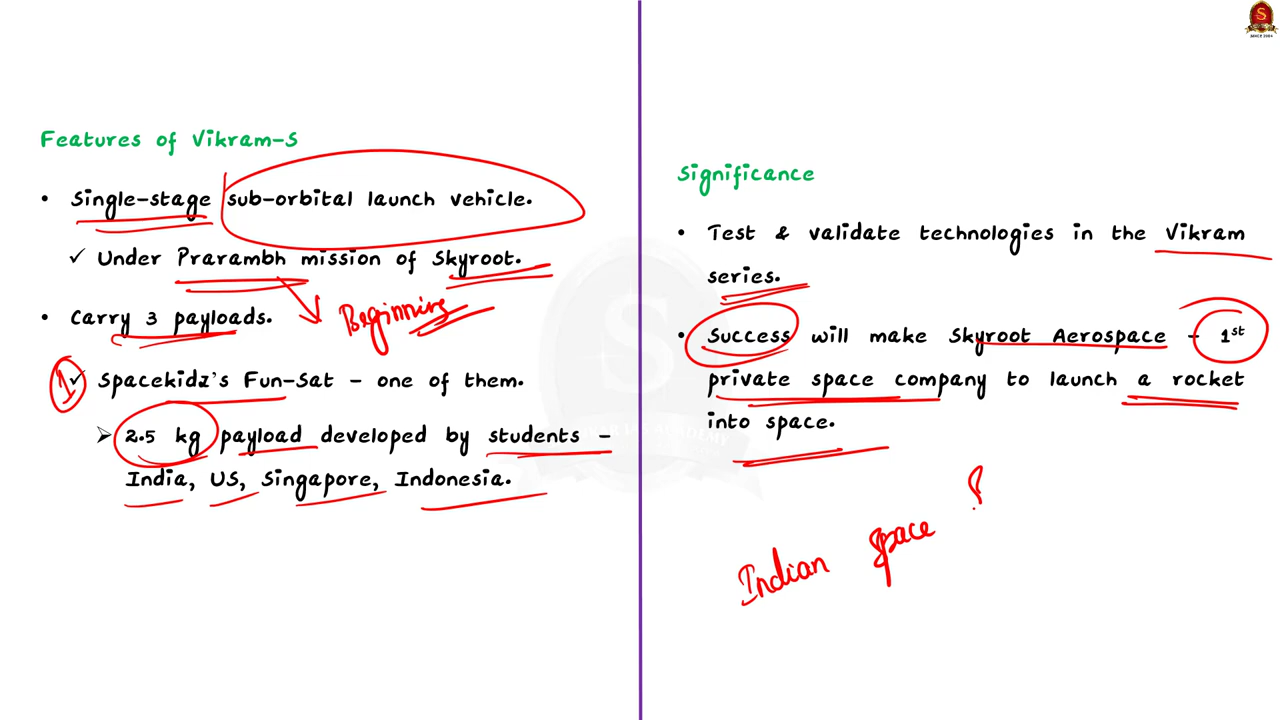 Features of Vikram-S
• Single-stage sub-orbital launch vehicle.
✓ Under Prarambh mission of Skyroot.
Beginning
• Carry 3 payloads.
1
✓ Spacekidz's Fun-Sat - one of them.
➢ 2.5 kg payload developed by students -
India, US, Singapore, Indonesia.
Significance
• Test & validate technologies in the Vikram
series.
• Success will make Skyroot Aerospace - 1st
private space company to launch a rocket
into space.
Indian space ?
S
SINCE 2004